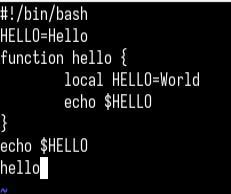 #!/bin/bash
HELLO=Hello
function hello {
        local HELLO=World
        echo $HELLO
}
echo $HELLO
hello
~